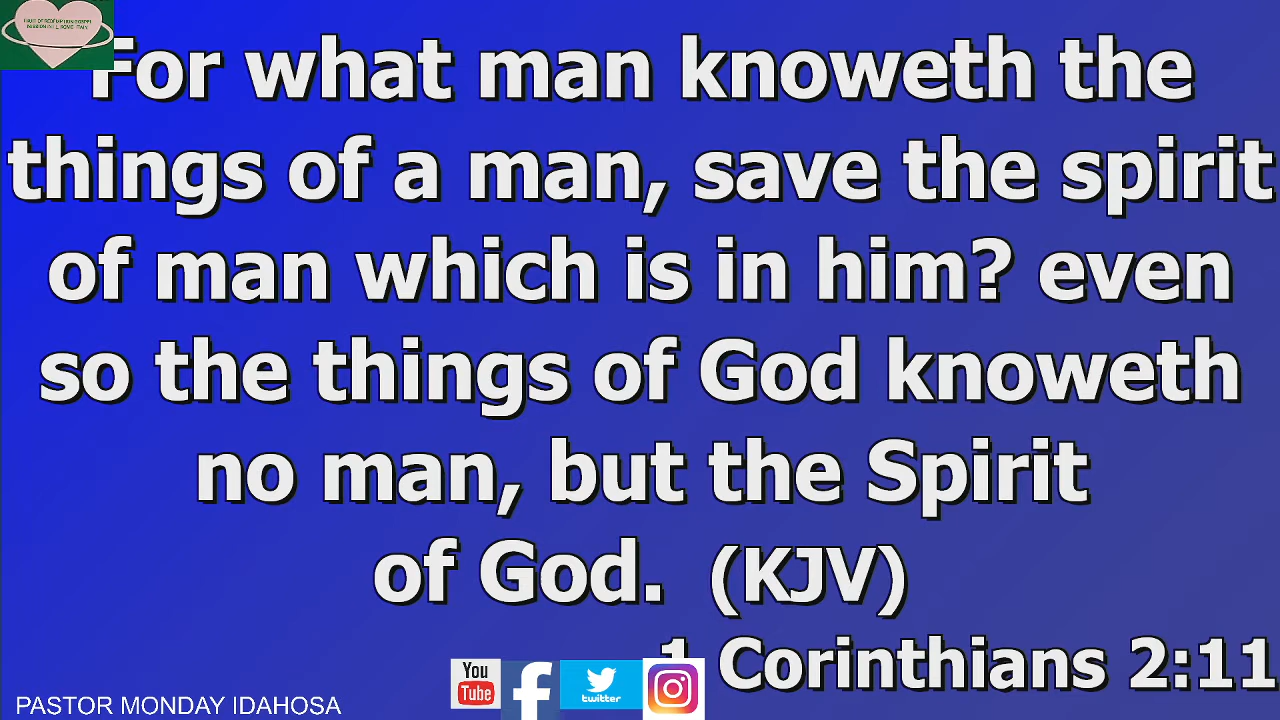 For what man knoweth the
things of a man, save the spirit
of man which is in him? even
so the things of God knoweth
no man, but the Spirit
of God. (KJV)
1 Corinthians 2:11
You
Tube
twitter
PASTOR MONDAY IDAHOSA